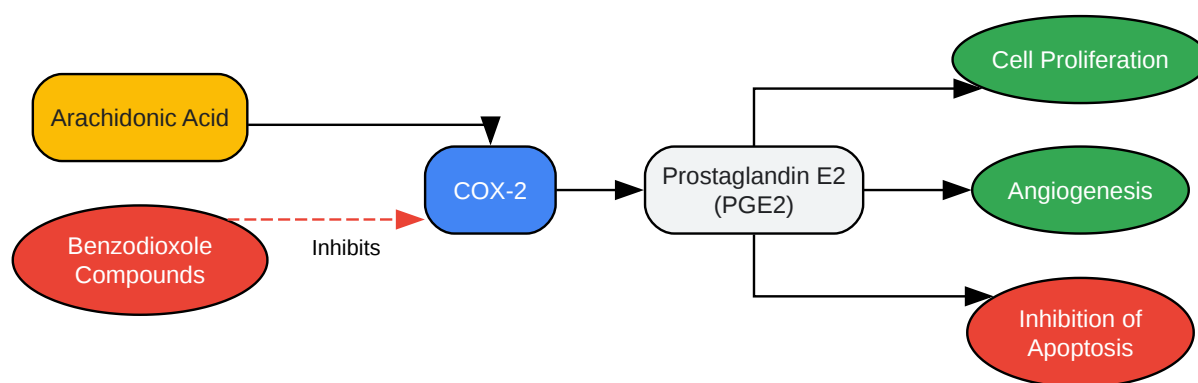 Arachidonic Acid
Benzodioxole
Compounds
Inhibits
COX-2
Prostaglandin E2
(PGE2)
Cell Proliferation
Angiogenesis
Inhibition of
Apoptosis